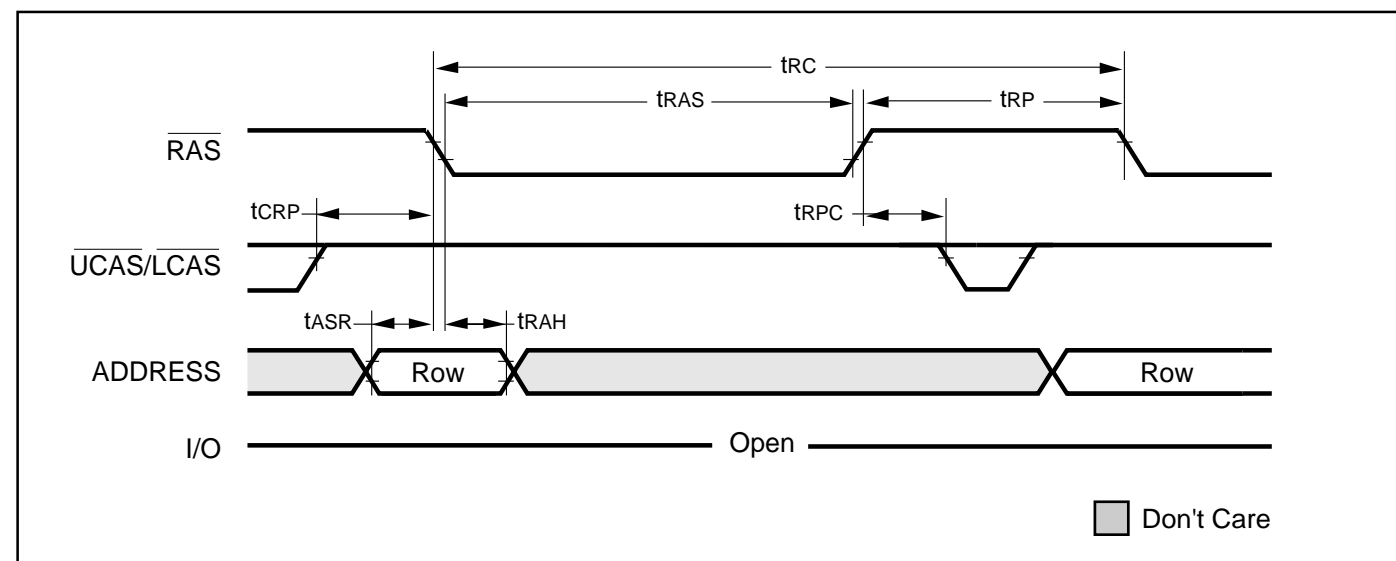 tRC
tRAS
tRP
RAS
tCRP
tRPC
UCAS/LCAS
tASR
tRAH
ADDRESS
Row
Row
I/O
Open
Don't Care